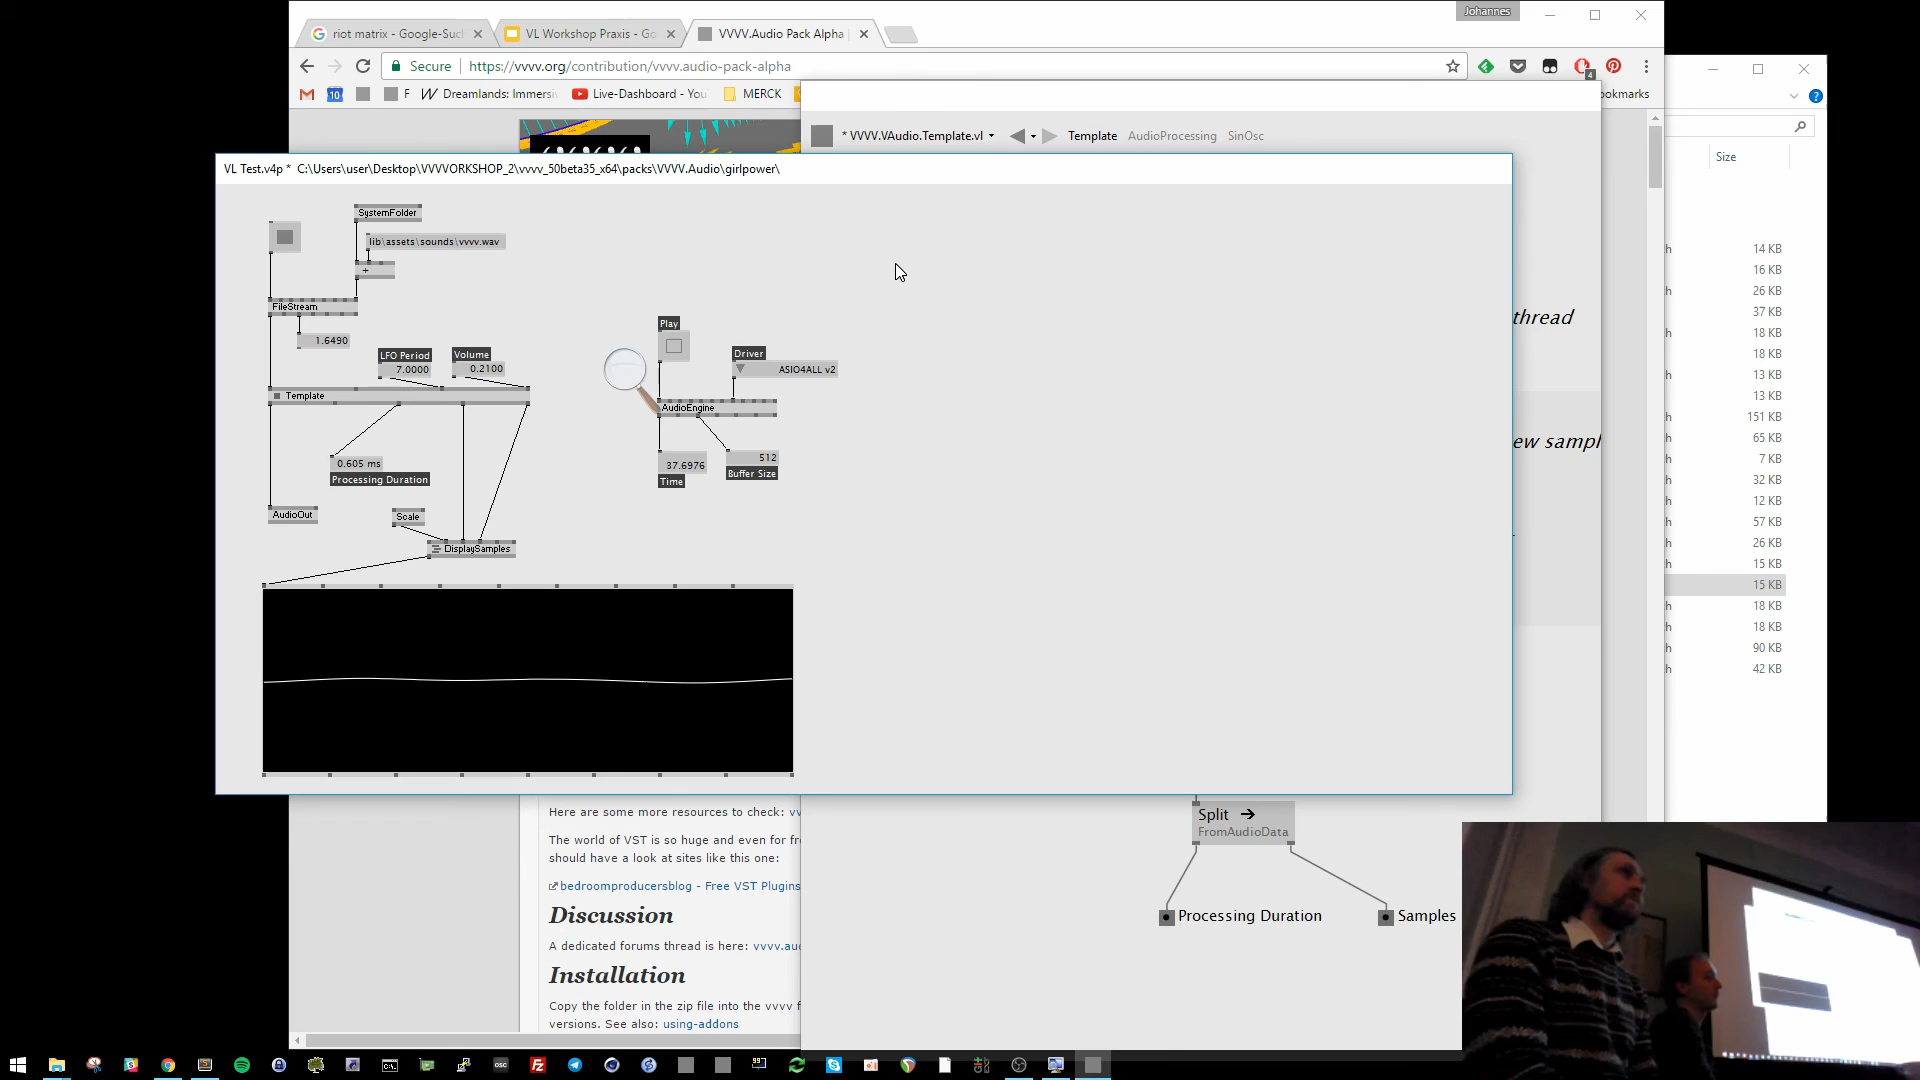 Johannes
riot matrix - Google-Suc
VL Workshop Praxis - Go
VVVV.Audio Pack Alpha
Secure
https://vvvv.org/contribution/vvvv.audio-pack-alpha
4
10
F
Dreamlands: Immersi
Live-Dashboard - You
MERCK
ookmarks
* VVVV.VAudio.Template.vl
Template
AudioProcessing
SinOsc
Size
VL Test.v4p * C:\Users\user\Desktop\VVVVORKSHOP_2\vvvv_50beta35_x64\packs\VVVV.Audio\girlpower\
SystemFolder
lib\assets\sounds\vvvv.wav
+
FileStream
1.6490
LFO Period
7.0000
Volume
0.2100
Template
0.605 ms
Processing Duration
AudioOut
Scale
DisplaySamples
Play
Driver
ASIO4ALL v2
AudioEngine
37.6976
Time
512
Buffer Size
thread
ew sampl
h 14 KB
h 16 KB
h 26 KB
h 37 KB
h 18 KB
h 18 KB
h 13 KB
h 13 KB
h 151 KB
h 65 KB
h 7 KB
h 32 KB
h 12 KB
h 57 KB
h 26 KB
h 15 KB
h 15 KB
h 18 KB
h 18 KB
h 90 KB
h 42 KB
Here are some more resources to check: vv
The world of VST is so huge and even for fre
should have a look at sites like this one:
bedroomproducersblog - Free VST Plugins
Discussion
A dedicated forums thread is here: vvvv.auc
Installation
Copy the folder in the zip file into the vvvv f
versions. See also: using-addons
Split
FromAudioData
Processing Duration
Samples
C:\
osc